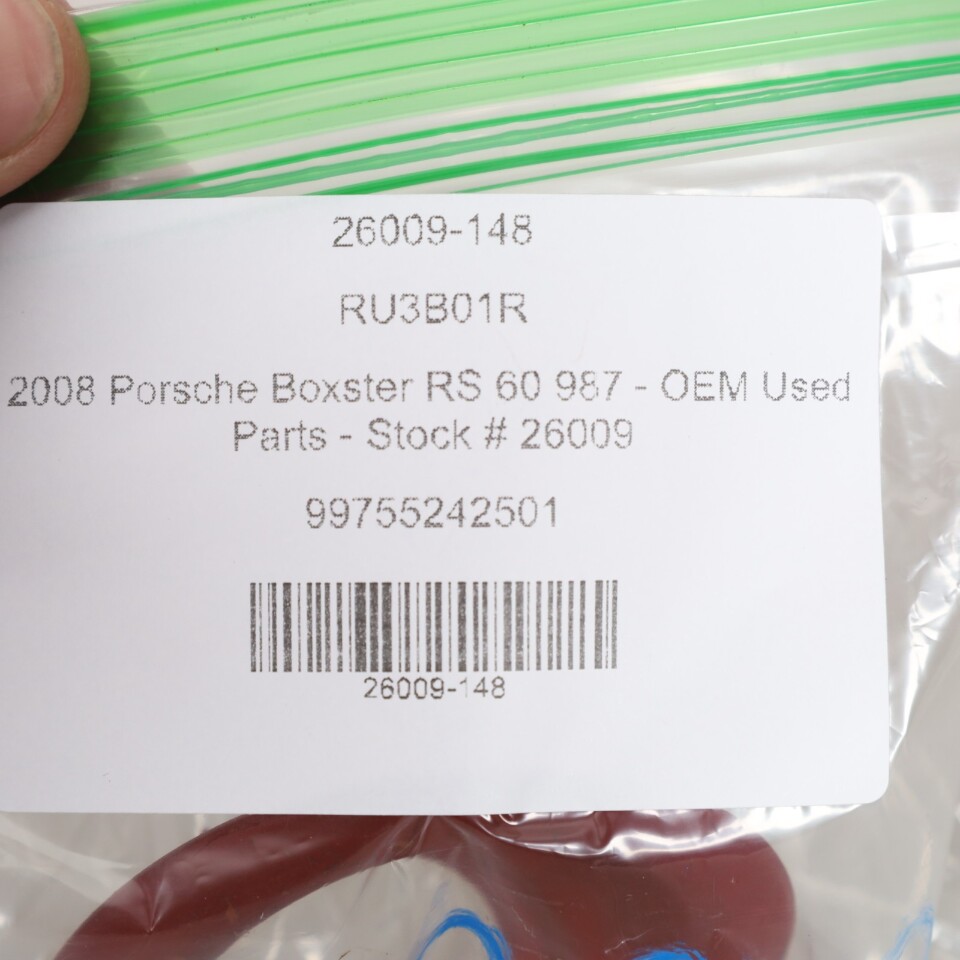 26009-148
RU3B01R
2008 Porsche Boxster RS 60 987 - OEM Used
Parts - Stock # 26009
99755242501
26009-148